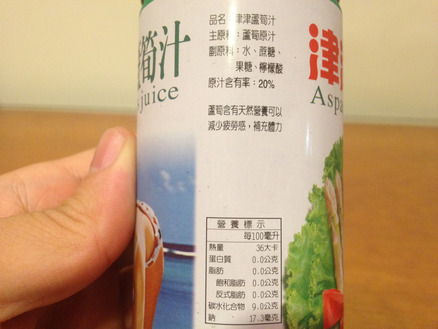 品名：津津蘆筍汁
主原料：蘆筍原汁
副原料：水、蔗糖、
果糖、檸檬酸
原汁含有率：20%
蘆筍含有天然營養可以
減少疲勞感，補充體力
筍汁
juice
津
Aspa
營養標示
每100毫升
熱量 36大卡
蛋白質 0.0公克
脂肪 0.0公克
飽和脂肪 0.0公克
反式脂肪 0.0公克
碳水化合物 9.0公克
鈉 17.3毫克